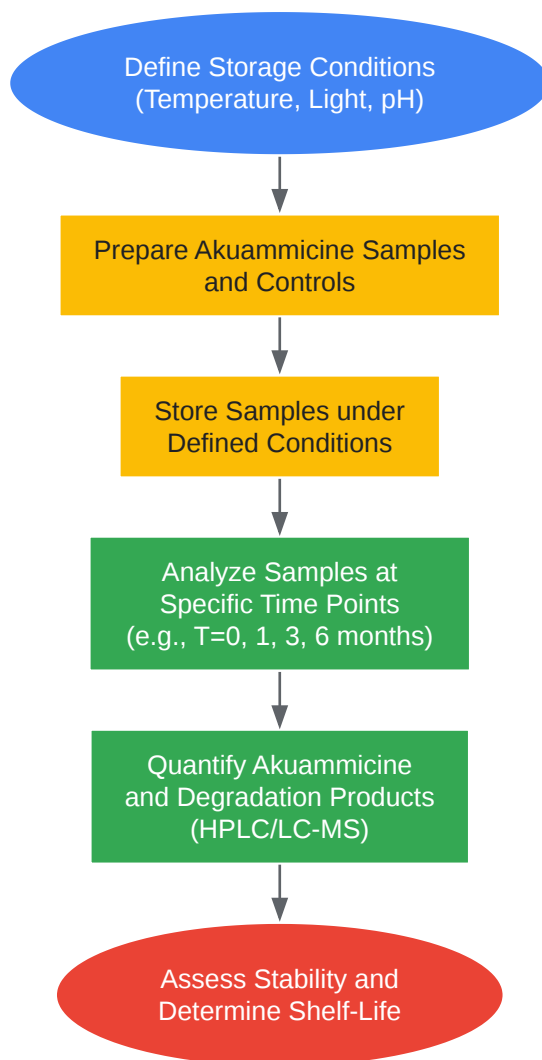 Define Storage Conditions
(Temperature, Light, pH)
Prepare Akuammicine Samples
and Controls
Store Samples under
Defined Conditions
Analyze Samples at
Specific Time Points
(e.g., T=0, 1, 3, 6 months)
Quantify Akuammicine
and Degradation Products
(HPLC/LC-MS)
Assess Stability and
Determine Shelf-Life